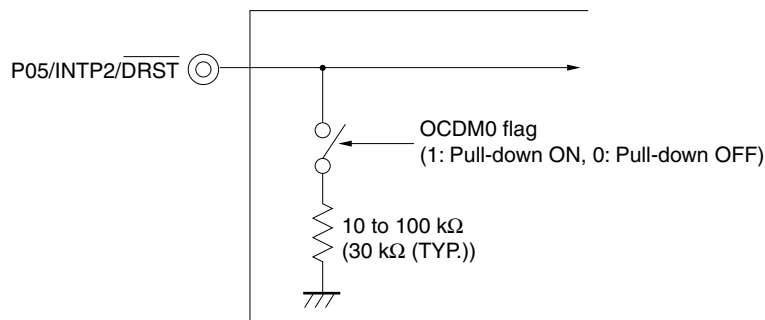 P05/INTP2/D̅R̅S̅T̅
OCDM0 flag
(1: Pull-down ON, 0: Pull-down OFF)
10 to 100 kΩ
(30 kΩ (TYP.))